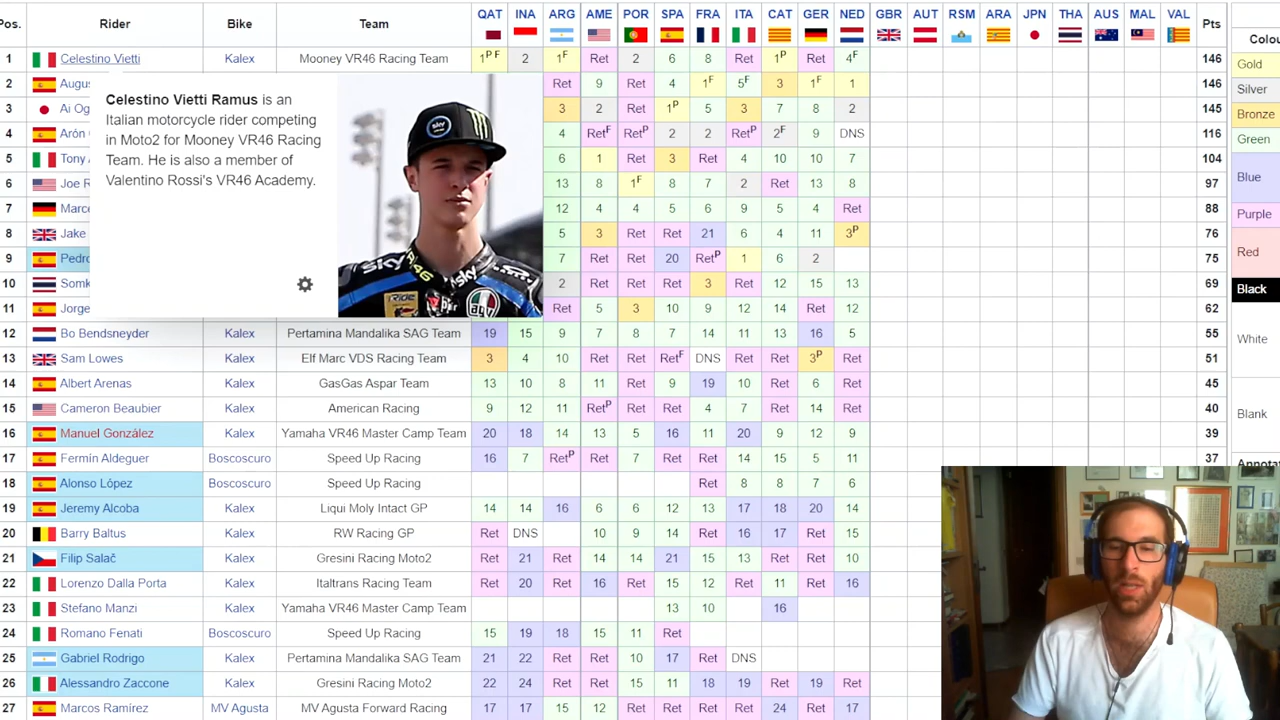 Pos. Rider Bike Team QAT INA ARG AME POR SPA FRA ITA CAT GER NED GBR AUT RSM ARA JPN THA AUS MAL VAL Pts
Colou
1 Celestino Vietti Kalex Mooney VR46 Racing Team 1P F 2 1F Ret 2 6 8 Ret 1P Ret 4F 146
Gold
2 Augus Ret 9 Ret 4 1F 5F 3 1F 1 146
Silver
Celestino Vietti Ramus is an
Italian motorcycle rider competing
in Moto2 for Mooney VR46 Racing
Team. He is also a member of
Valentino Rossi's VR46 Academy.
3 Ai Og 3 2 Ret 1P 5 3 7 8 2 145
Bronze
4 Arón 4 RetF RetP 2 2 RetP 2F 9 DNS 116
Green
5 Tony 6 1 Ret 3 Ret 4 10 10 7 104
Blue
6 Joe R 13 8 1F 8 7 2 Ret 13 8 97
7 Marce 12 4 4 5 6 9 5 4 Ret 88
Purple
8 Jake 5 3 Ret Ret 21 6 4 11 3P 76
Red
9 Pedro 7 Ret Ret 20 RetP 1 6 2 75
10 Somk 2 Ret Ret Ret 3 Ret 12 15 13 69
Black
11 Jorge Ret 5 3 10 9 12 14 Ret 12 62
12 Bo Bendsneyder Kalex Pertamina Mandalika SAG Team 19 15 9 7 8 7 14 11 13 16 5 55
White
13 Sam Lowes Kalex Elf Marc VDS Racing Team 3 4 10 Ret Ret RetF DNS Ret Ret 3P Ret 51
14 Albert Arenas Kalex GasGas Aspar Team 13 10 8 11 Ret 9 19 10 Ret 6 Ret 45
15 Cameron Beaubier Kalex American Racing 9 12 11 RetP Ret Ret 4 Ret Ret 14 Ret 40
Blank
16 Manuel González Kalex Yamaha VR46 Master Camp Team 20 18 14 13 5 16 11 20 9 12 9 39
17 Fermín Aldeguer Boscoscuro Speed Up Racing 16 7 RetP Ret 7 Ret Ret Ret 15 5 11 37
Annotat
18 Alonso López Boscoscuro Speed Up Racing Ret 8 8 7 6
19 Jeremy Alcoba Kalex Liqui Moly Intact GP 14 14 16 6 6 12 13 17 18 20 14
20 Barry Baltus Kalex RW Racing GP Ret DNS 10 9 14 Ret 16 17 Ret 15
21 Filip Salač Kalex Gresini Racing Moto2 Ret 21 Ret 14 14 21 15 13 Ret Ret 10
22 Lorenzo Dalla Porta Kalex Italtrans Racing Team Ret 20 Ret 16 Ret 15 12 Ret 11 Ret 16
23 Stefano Manzi Kalex Yamaha VR46 Master Camp Team 13 10 16
24 Romano Fenati Boscoscuro Speed Up Racing 15 19 18 15 11 Ret
25 Gabriel Rodrigo Kalex Pertamina Mandalika SAG Team 21 22 Ret Ret 10 17 Ret DNS
26 Alessandro Zaccone Kalex Gresini Racing Moto2 22 24 Ret Ret 15 11 18 19 Ret 19 Ret
27 Marcos Ramírez MV Agusta MV Agusta Forward Racing 17 17 15 12 Ret Ret Ret Ret 24 Ret 17